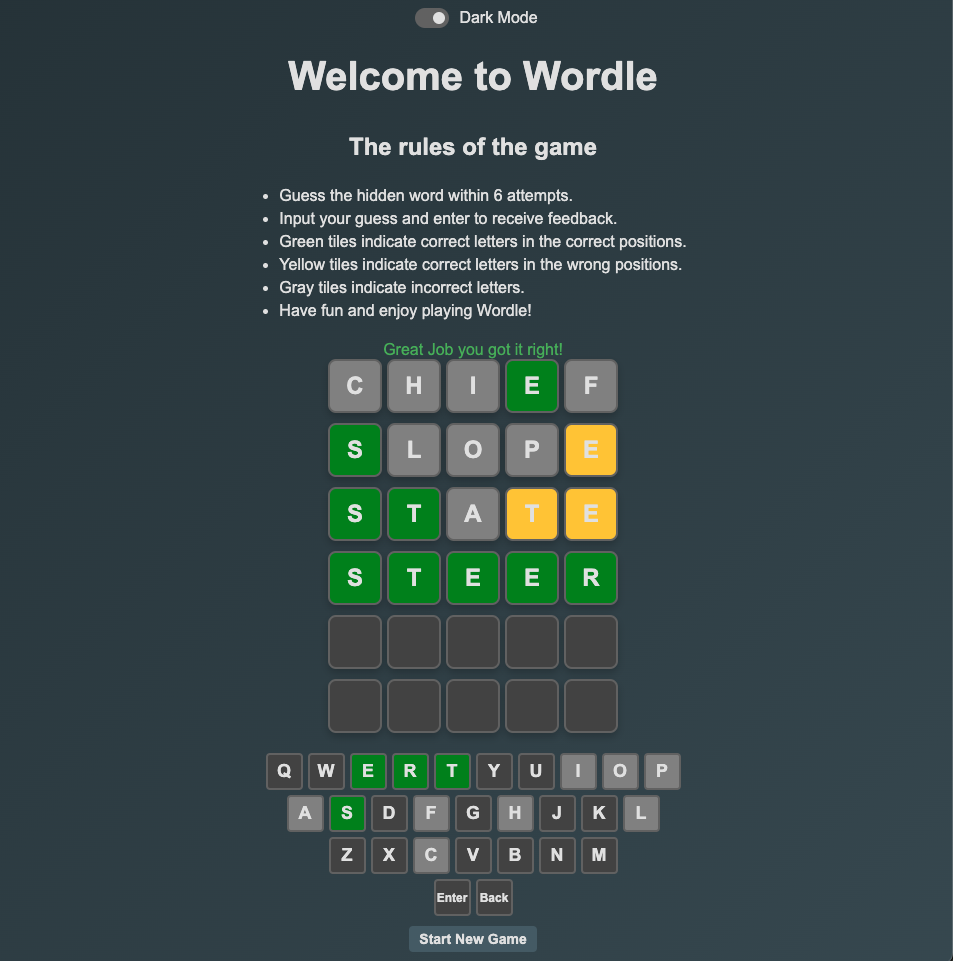 Dark Mode
Welcome to Wordle
The rules of the game
Guess the hidden word within 6 attempts.
Input your guess and enter to receive feedback.
Green tiles indicate correct letters in the correct positions.
Yellow tiles indicate correct letters in the wrong positions.
Gray tiles indicate incorrect letters.
Have fun and enjoy playing Wordle!
Great Job you got it right!
C H I E F
S L O P E
S T A T E
S T E E R
Q W E R T Y U I O P
A S D F G H J K L
Z X C V B N M
Enter Back
Start New Game